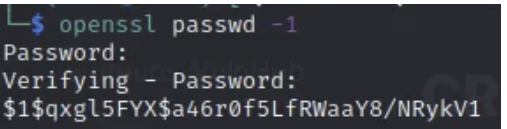 └─$ openssl passwd -1
Password:
Verifying - Password:
$1$qxgl5FYX$a46r0f5LfRWaaY8/NRykV1